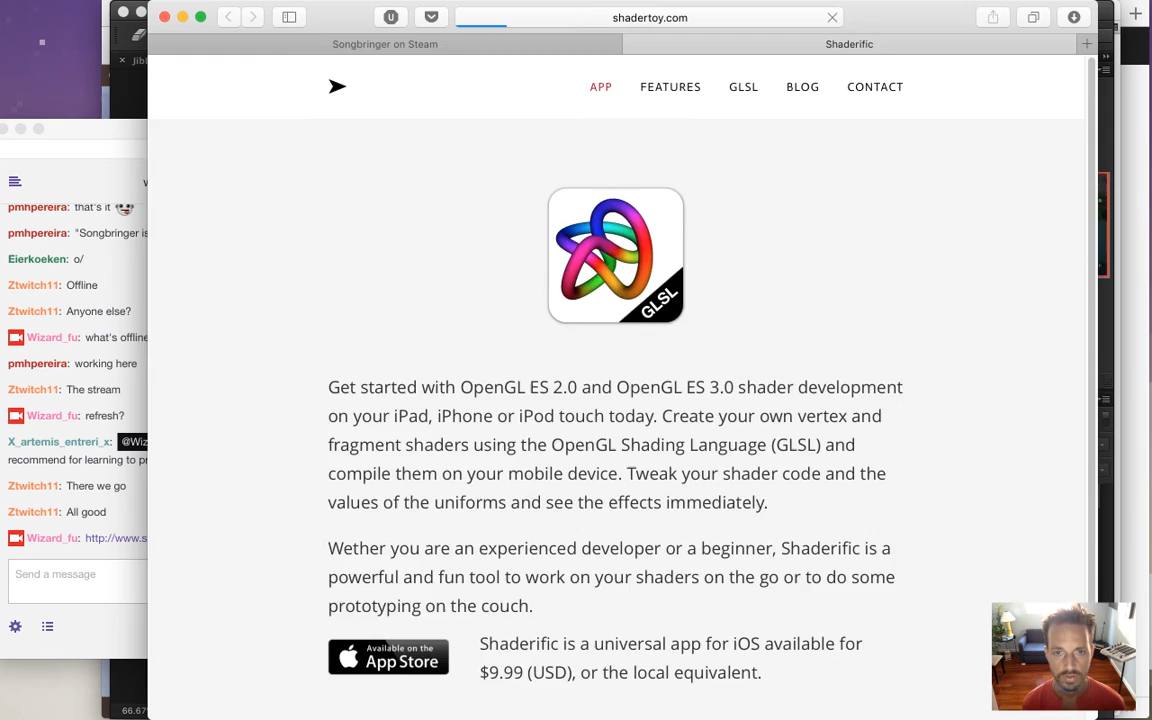 shadertoy.com
Songbringer on Steam
Shaderific
APP FEATURES GLSL BLOG CONTACT
GLSL
Get started with OpenGL ES 2.0 and OpenGL ES 3.0 shader development
on your iPad, iPhone or iPod touch today. Create your own vertex and
fragment shaders using the OpenGL Shading Language (GLSL) and
compile them on your mobile device. Tweak your shader code and the
values of the uniforms and see the effects immediately.
Wether you are an experienced developer or a beginner, Shaderific is a
powerful and fun tool to work on your shaders on the go or to do some
prototyping on the couch.
Available on the
App Store
Shaderific is a universal app for iOS available for
$9.99 (USD), or the local equivalent.
pmhpereira: that's it
pmhpereira: "Songbringer is
Eierkoeken: o/
Ztwitch11: Offline
Ztwitch11: Anyone else?
Wizard_fu: what's offline
pmhpereira: working here
Ztwitch11: The stream
Wizard_fu: refresh?
X_artemis_entreri_x: @Wiz
recommend for learning to pr
Ztwitch11: There we go
Ztwitch11: All good
Wizard_fu: http://www.s
Send a message
66.67